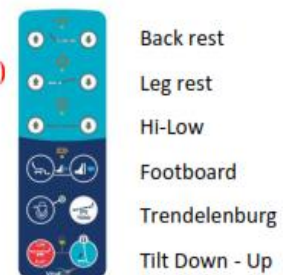 Back rest
Leg rest
Hi-Low
Footboard
Trendelenburg
Tilt Down - Up